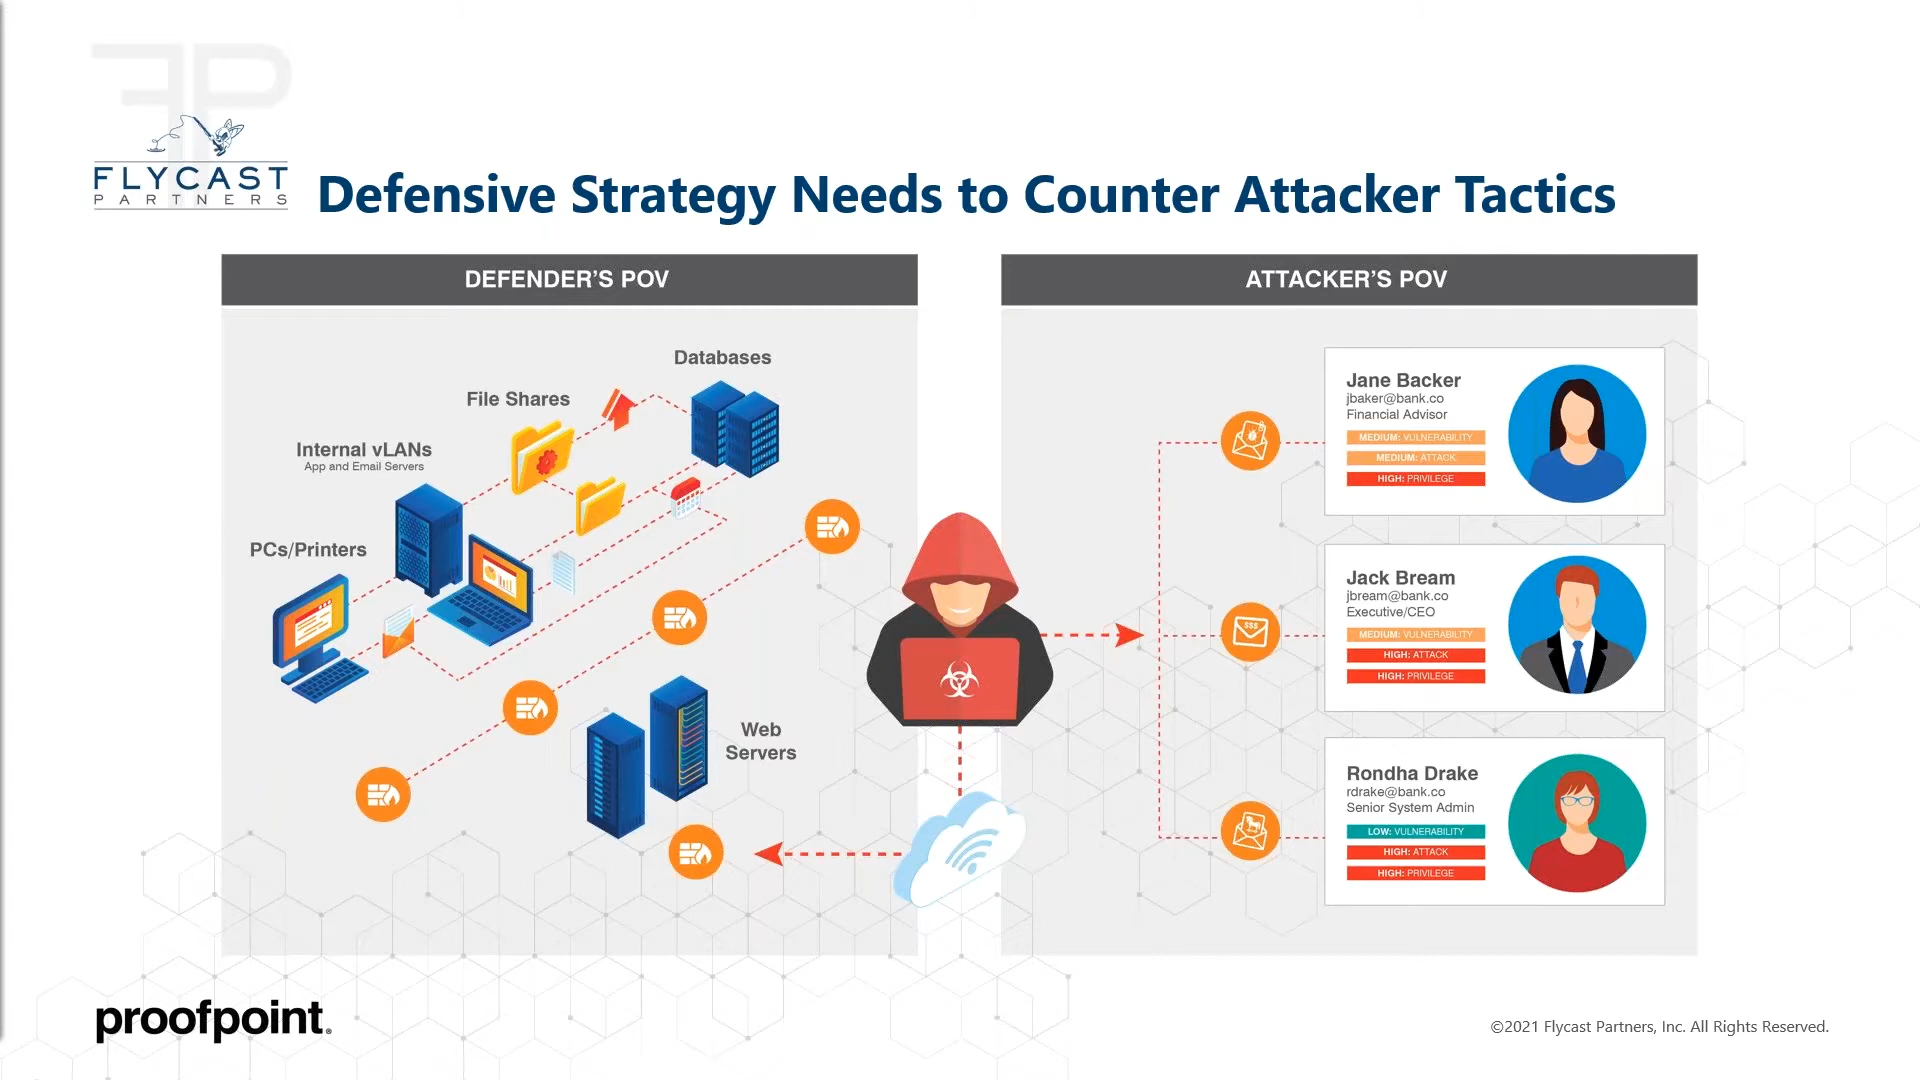 FP
FLYCAST
PARTNERS
Defensive Strategy Needs to Counter Attacker Tactics
DEFENDER'S POV
Databases
File Shares
Internal vLANs
App and Email Servers
PCs/Printers
Web
Servers
ATTACKER'S POV
Jane Backer
jbaker@bank.co
Financial Advisor
MEDIUM: VULNERABILITY
MEDIUM: ATTACK
HIGH: PRIVILEGE
$$$
Jack Bream
jbream@bank.co
Executive/CEO
MEDIUM: VULNERABILITY
HIGH: ATTACK
HIGH: PRIVILEGE
Rondha Drake
rdrake@bank.co
Senior System Admin
LOW: VULNERABILITY
HIGH: ATTACK
HIGH: PRIVILEGE
proofpoint®
©2021 Flycast Partners, Inc. All Rights Reserved.